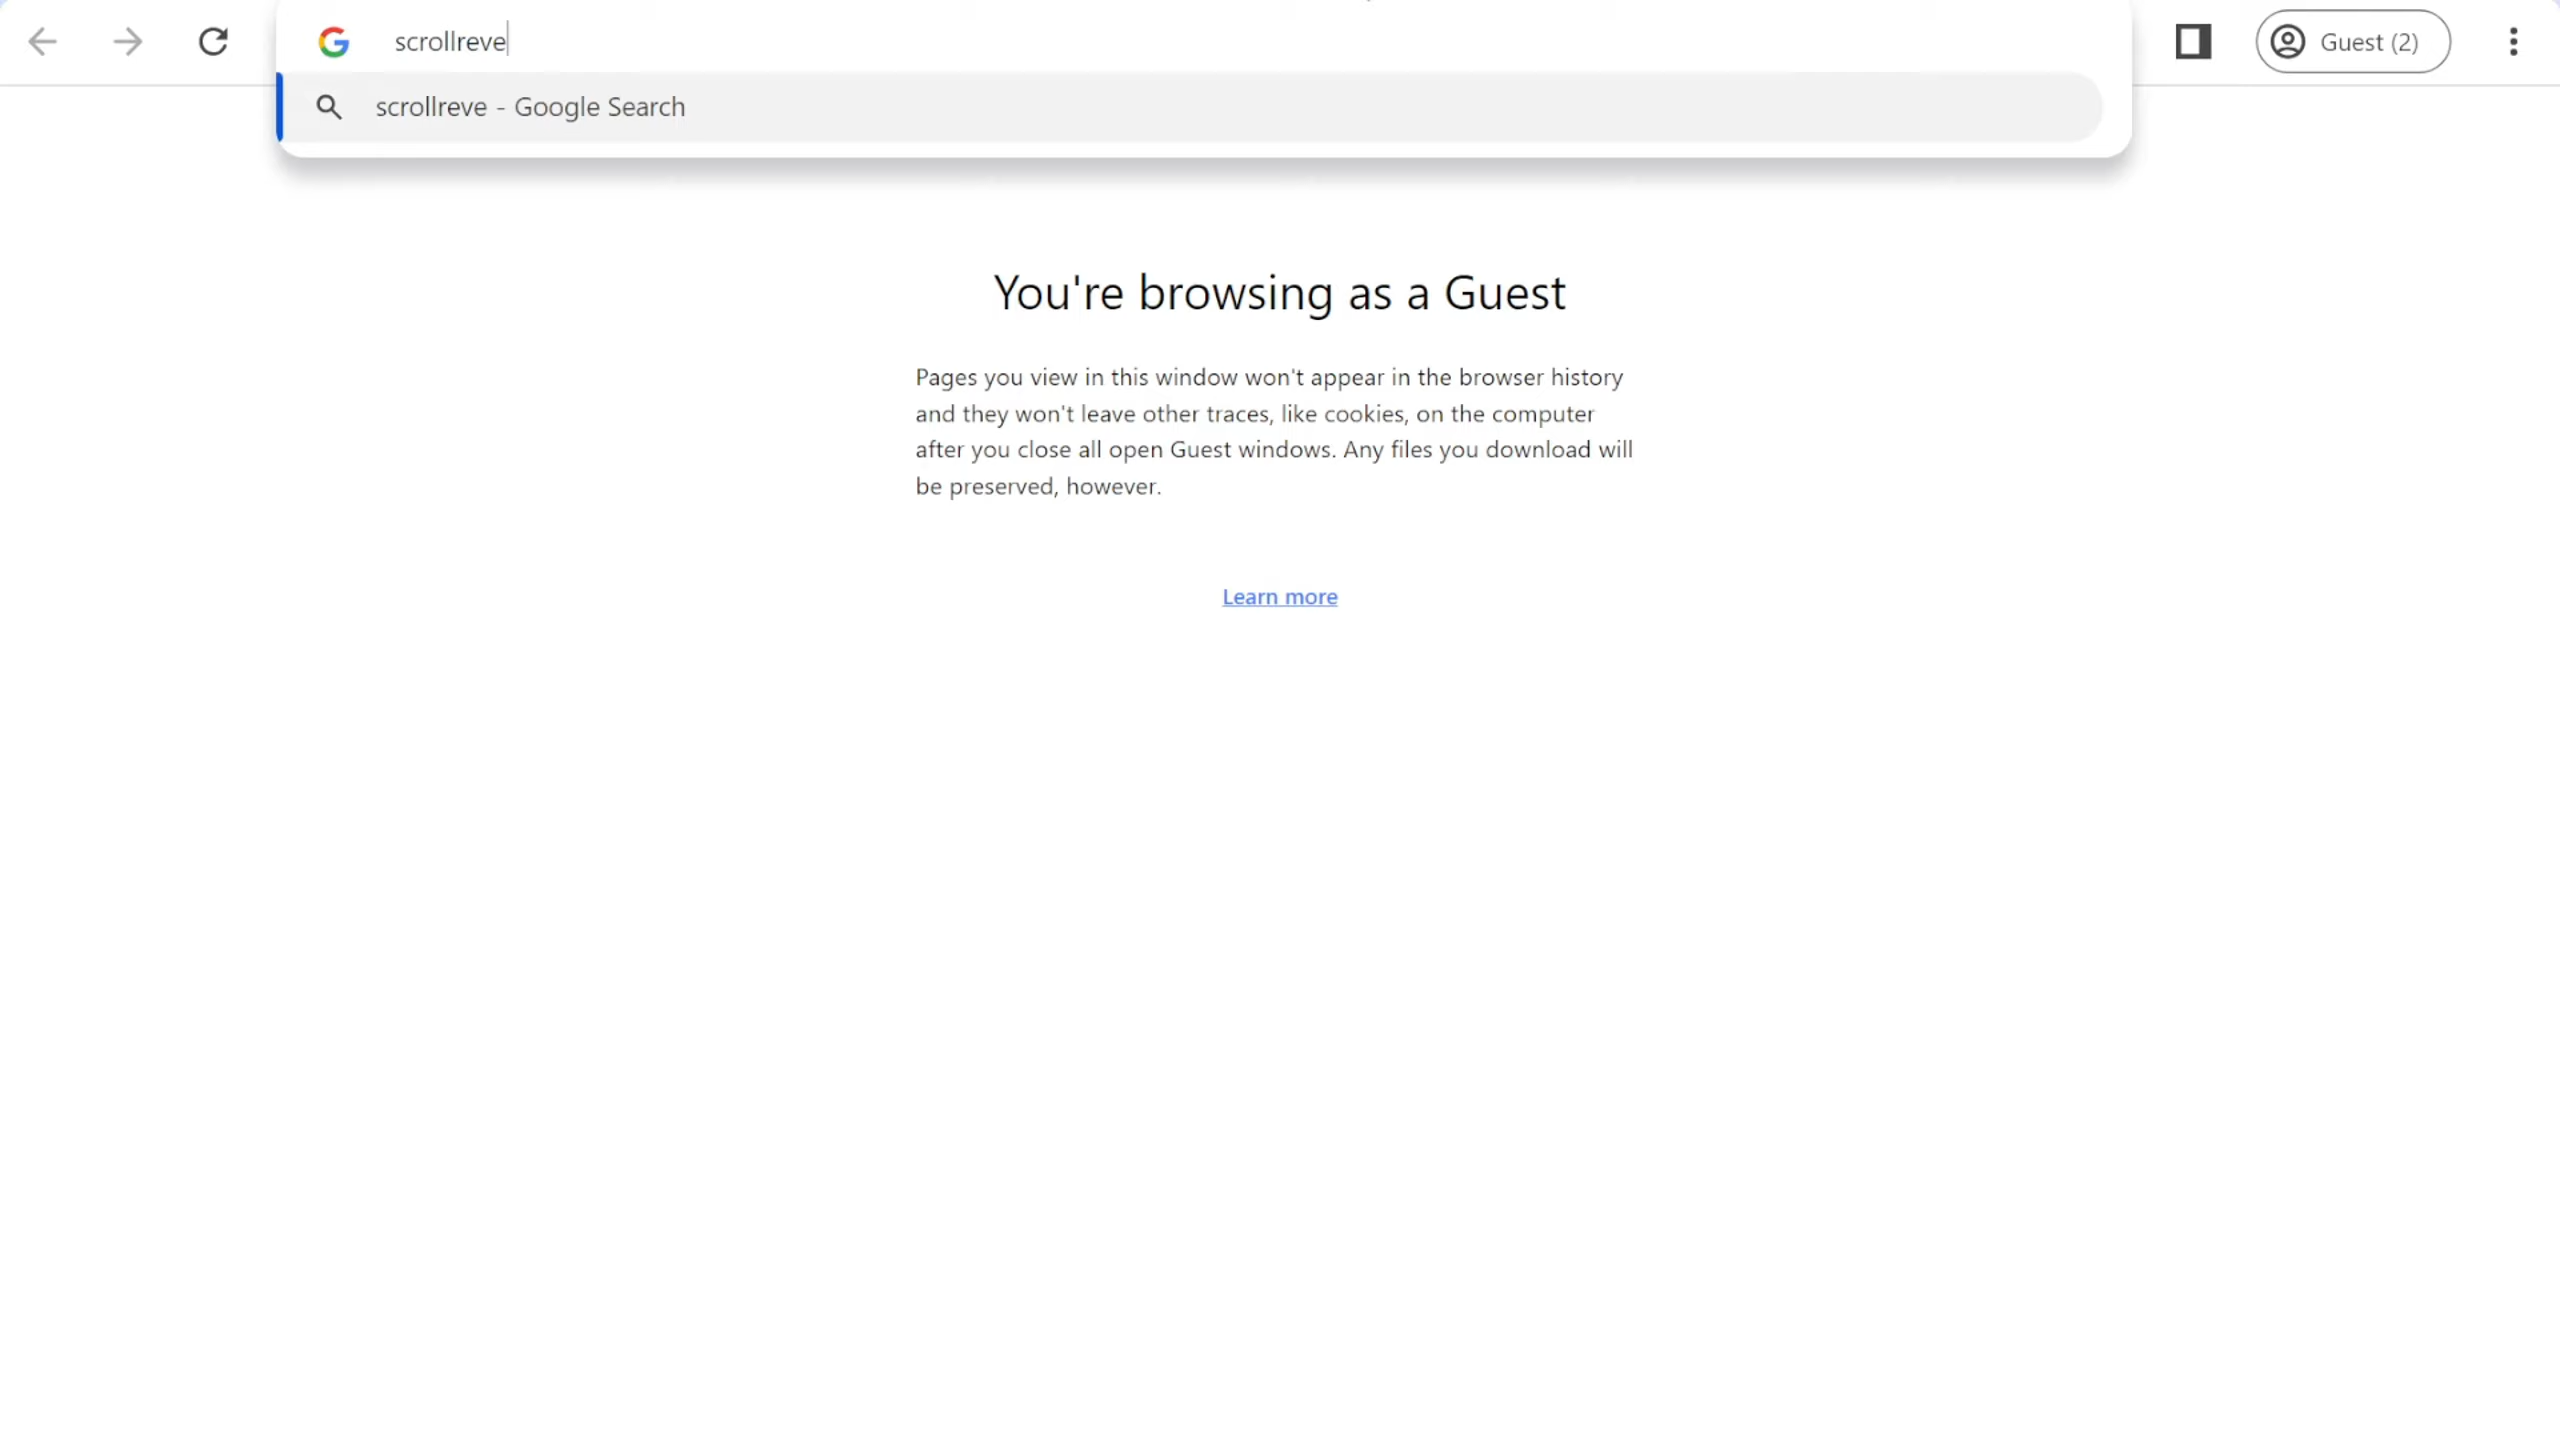 scrollreve
Guest (2)
scrollreve - Google Search
You're browsing as a Guest
Pages you view in this window won't appear in the browser history
and they won't leave other traces, like cookies, on the computer
after you close all open Guest windows. Any files you download will
be preserved, however.
Learn more